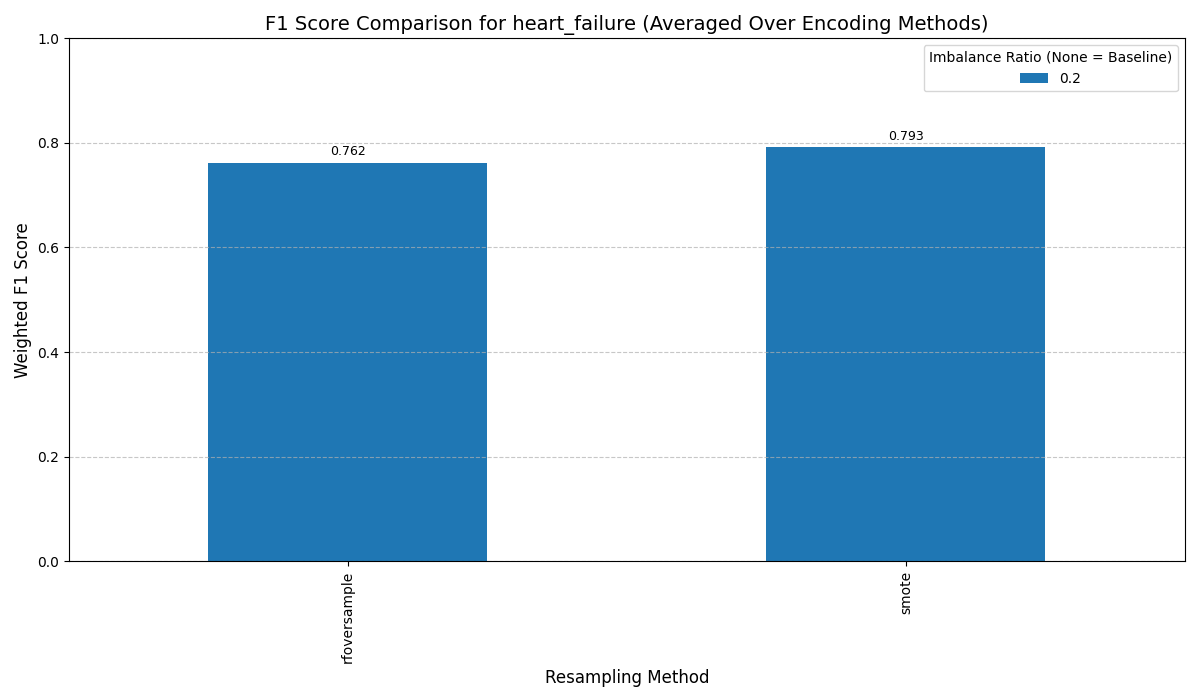 F1 Score Comparison for heart_failure (Averaged Over Encoding Methods)
Imbalance Ratio (None = Baseline)
0.2
Weighted F1 Score
1.0
0.8
0.6
0.4
0.2
0.0
0.762
0.793
rfoversample
smote
Resampling Method